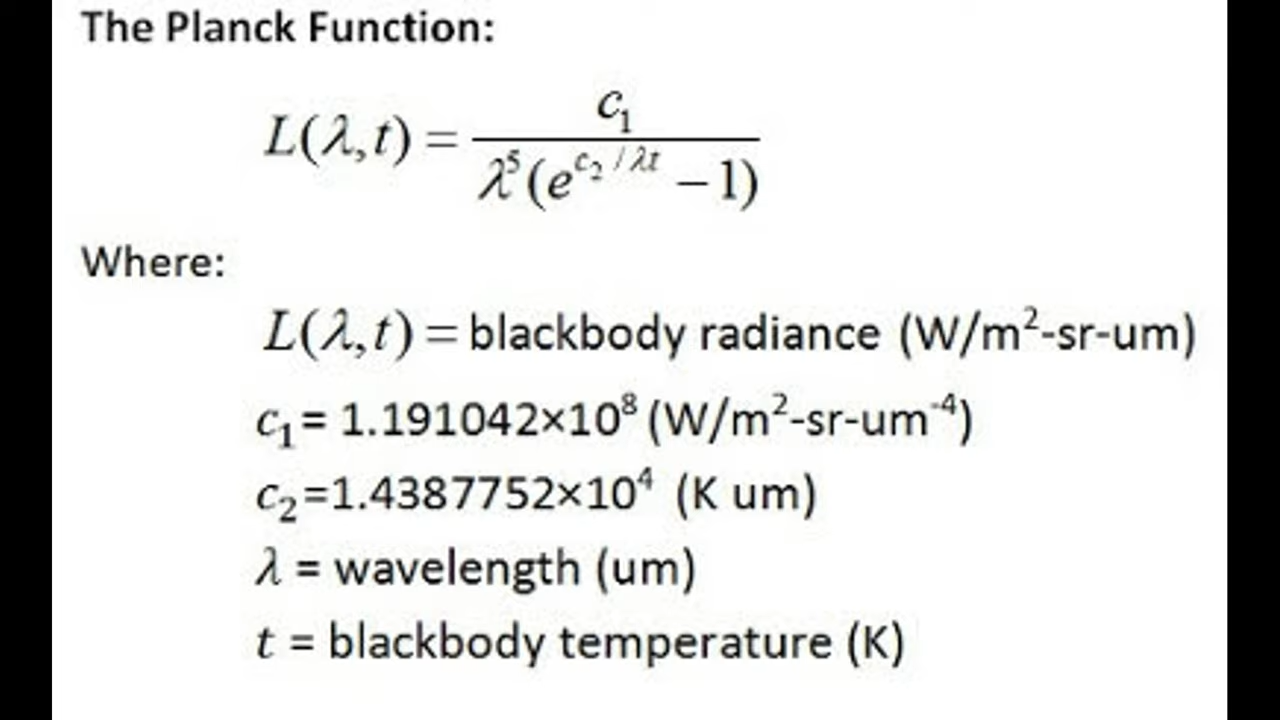 The Planck Function:
L(λ,t) = c₁ / λ⁵(e^(c₂/λt) − 1)
Where:
L(λ,t) = blackbody radiance (W/m²-sr-um)
c₁ = 1.191042×10⁸ (W/m²-sr-um⁻⁴)
c₂ =1.4387752×10⁴ (K um)
λ = wavelength (um)
t = blackbody temperature (K)